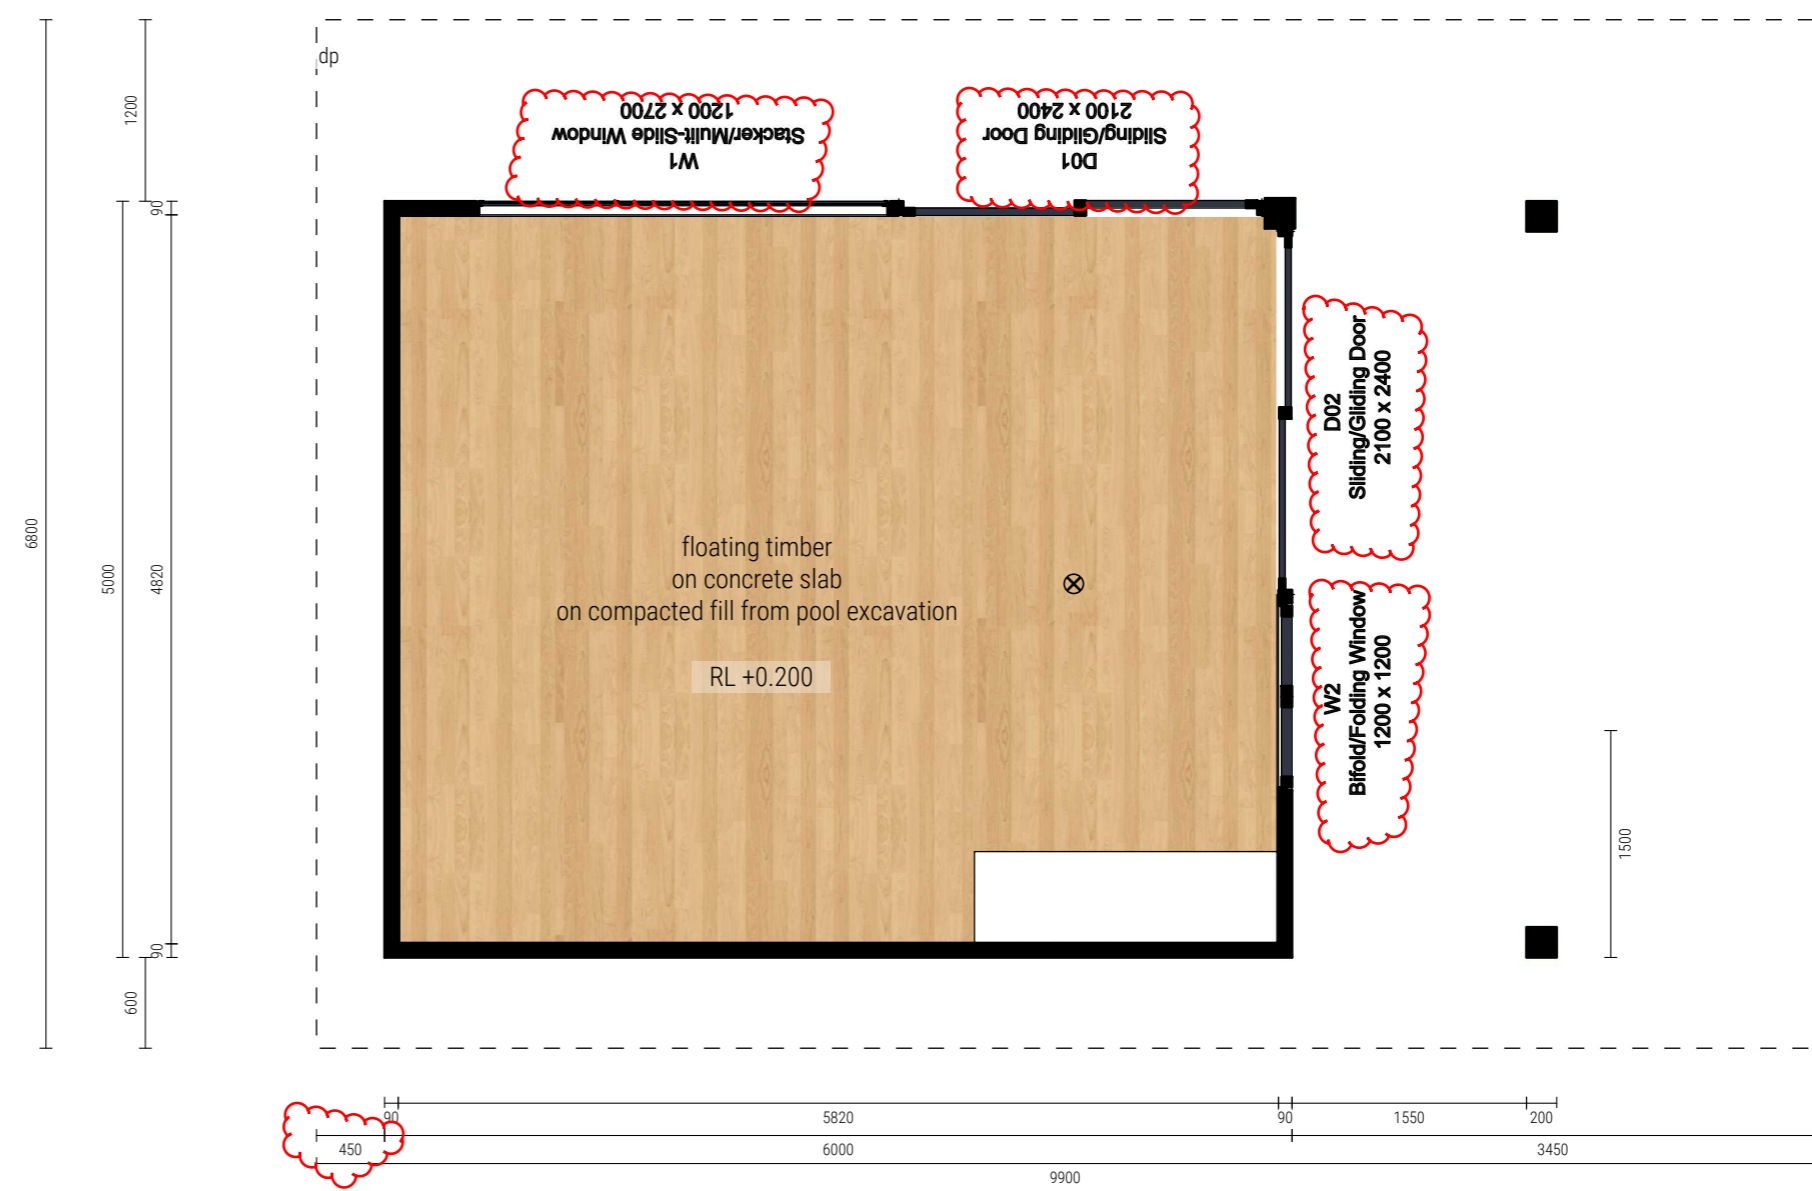 dp
1200
W1
Stacker/Mulit-Slide Window
1200 x 2700
D01
Sliding/Gliding Door
2100 x 2400
90
6800
5000
4820
D02
Sliding/Gliding Door
2100 x 2400
floating timber
on concrete slab
on compacted fill from pool excavation
RL +0.200
W2
Bifold/Folding Window
1200 x 1200
1500
90
600
90
5820
90
1550
200
450
6000
3450
9900